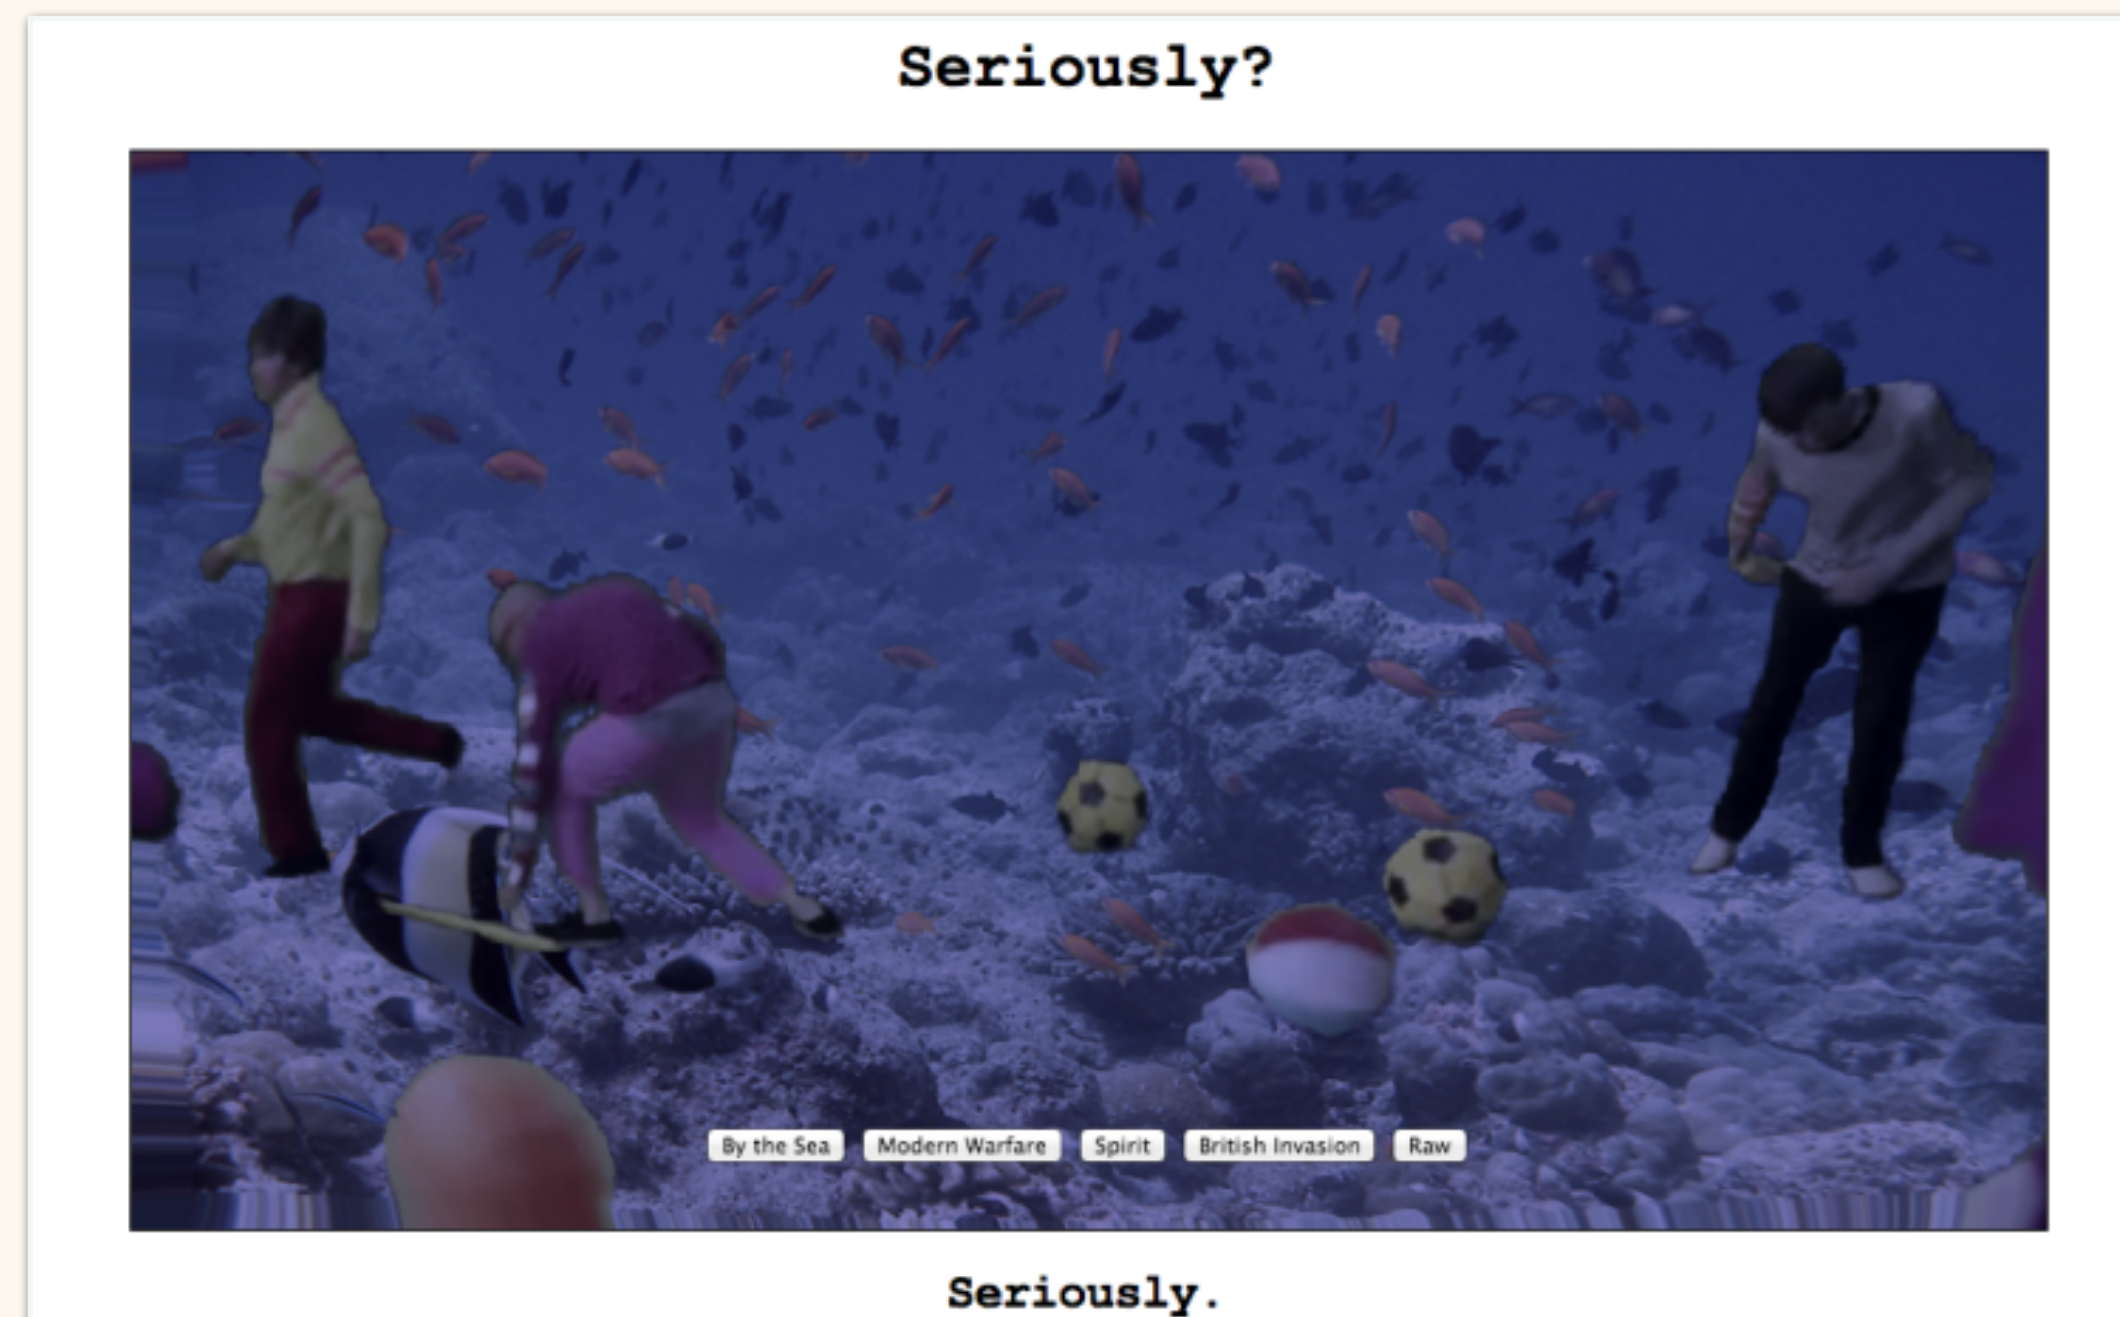 Seriously?
By the Sea Modern Warfare Spirit British Invasion Raw
Seriously.